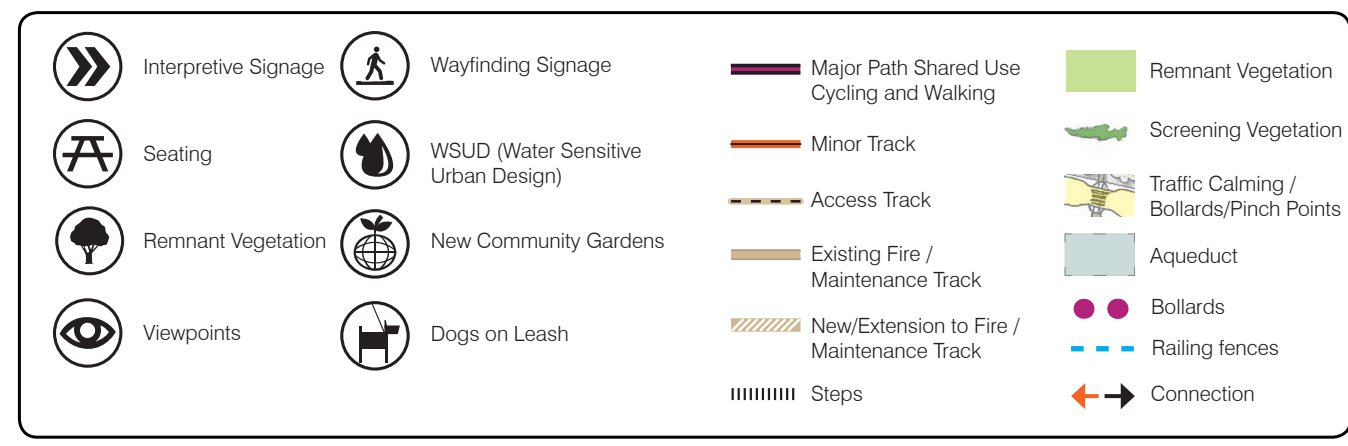 Interpretive Signage
Seating
Remnant Vegetation
Viewpoints
Wayfinding Signage
WSUD (Water Sensitive
Urban Design)
New Community Gardens
Dogs on Leash
Major Path Shared Use
Cycling and Walking
Minor Track
Access Track
Existing Fire /
Maintenance Track
New/Extension to Fire /
Maintenance Track
Steps
Remnant Vegetation
Screening Vegetation
Traffic Calming /
Bollards/Pinch Points
Aqueduct
Bollards
Railing fences
Connection